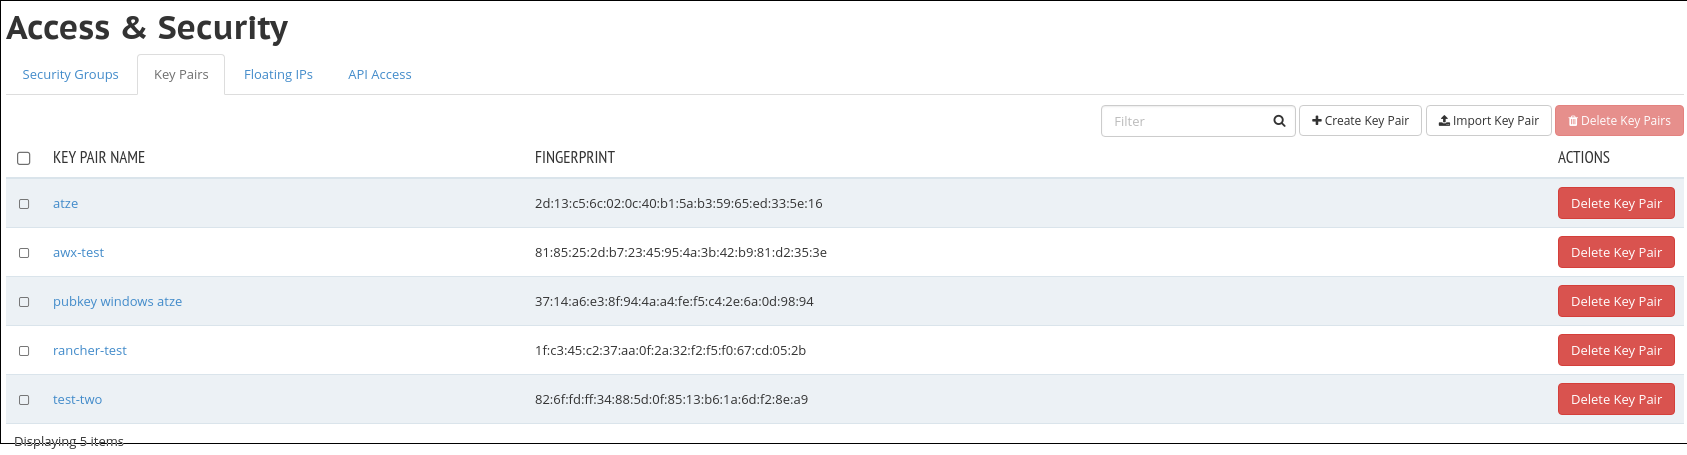 Access & Security
Security Groups Key Pairs Floating IPs API Access
Filter Create Key Pair Import Key Pair Delete Key Pairs
KEY PAIR NAME FINGERPRINT ACTIONS
atze 2d:13:c5:6c:02:0c:40:b1:5a:b3:59:65:ed:33:5e:16 Delete Key Pair
awx-test 81:85:25:2d:b7:23:45:95:4a:3b:42:b9:81:d2:35:3e Delete Key Pair
pubkey windows atze 37:14:a6:e3:8f:94:4a:a4:fe:f5:c4:2e:6a:0d:98:94 Delete Key Pair
rancher-test 1f:c3:45:c2:37:aa:0f:2a:32:f2:f5:f0:67:cd:05:2b Delete Key Pair
test-two 82:6f:fd:ff:34:88:5d:0f:85:13:b6:1a:6d:f2:8e:a9 Delete Key Pair
Displaying 5 items